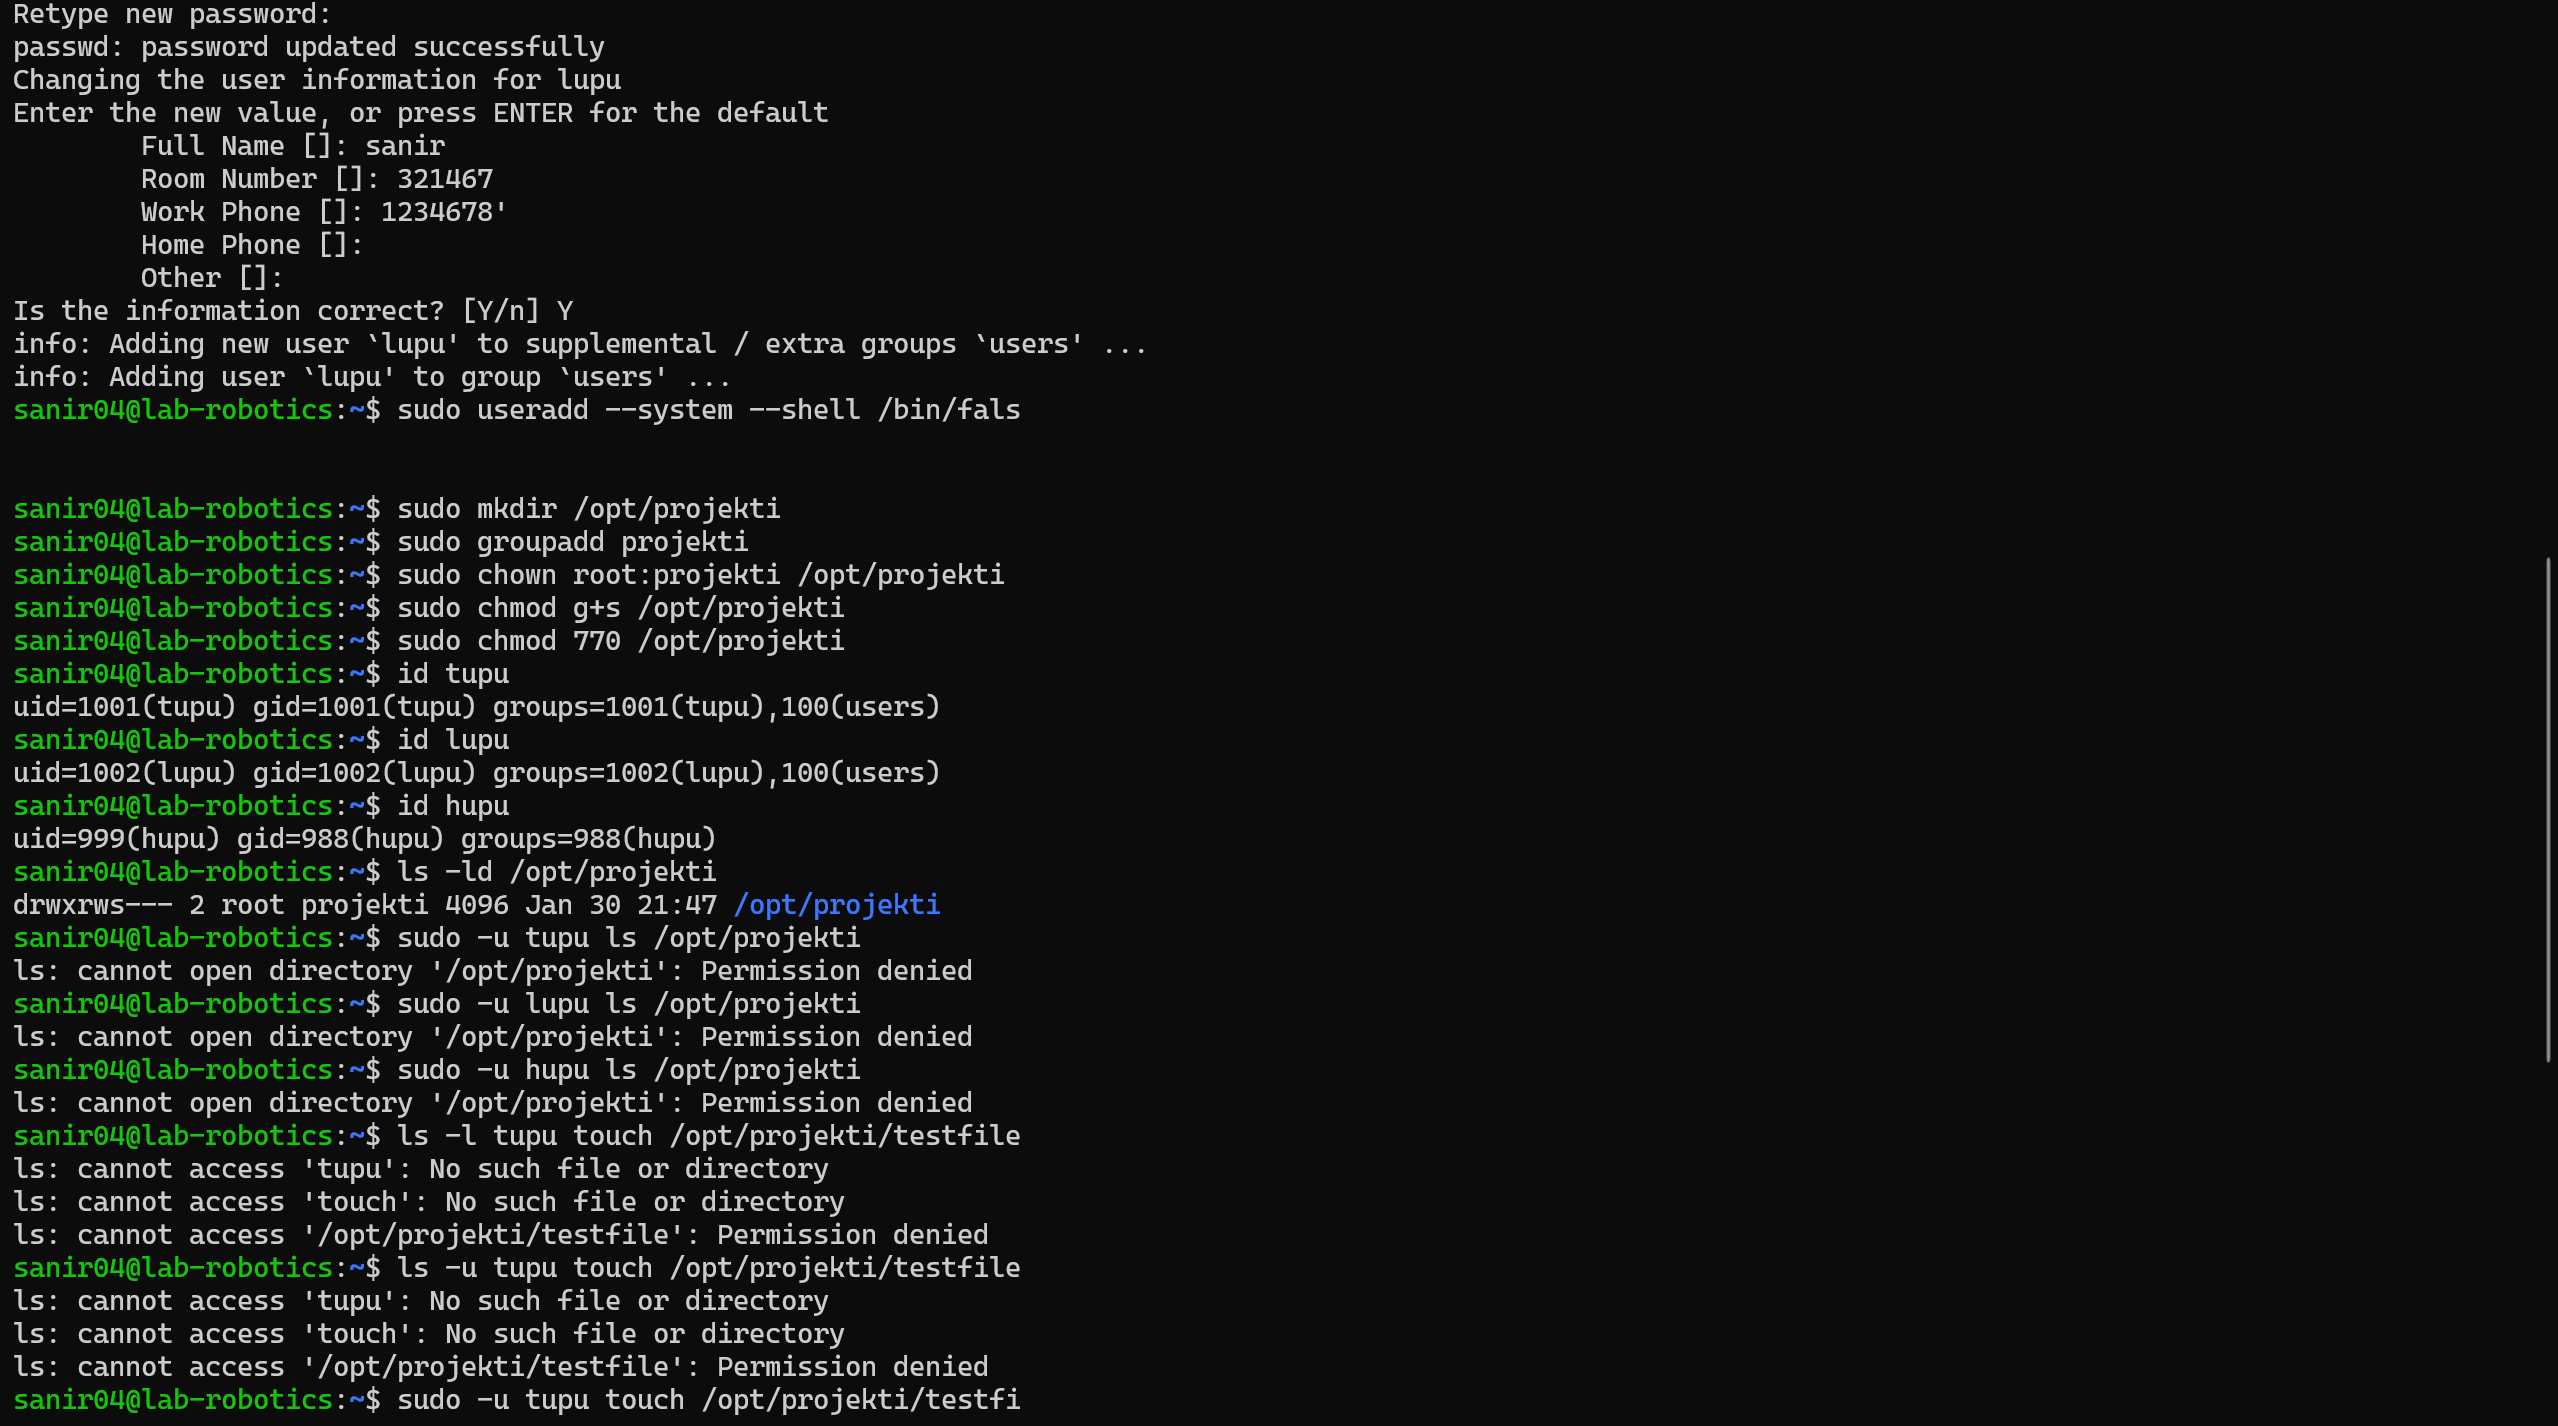 Retype new password:
passwd: password updated successfully
Changing the user information for lupu
Enter the new value, or press ENTER for the default
        Full Name []: sanir
        Room Number []: 321467
        Work Phone []: 1234678'
        Home Phone []:
        Other []:
Is the information correct? [Y/n] Y
info: Adding new user `lupu' to supplemental / extra groups `users' ...
info: Adding user `lupu' to group `users' ...
sanir04@lab-robotics:~$ sudo useradd --system --shell /bin/fals
sanir04@lab-robotics:~$ sudo mkdir /opt/projekti
sanir04@lab-robotics:~$ sudo groupadd projekti
sanir04@lab-robotics:~$ sudo chown root:projekti /opt/projekti
sanir04@lab-robotics:~$ sudo chmod g+s /opt/projekti
sanir04@lab-robotics:~$ sudo chmod 770 /opt/projekti
sanir04@lab-robotics:~$ id tupu
uid=1001(tupu) gid=1001(tupu) groups=1001(tupu),100(users)
sanir04@lab-robotics:~$ id lupu
uid=1002(lupu) gid=1002(lupu) groups=1002(lupu),100(users)
sanir04@lab-robotics:~$ id hupu
uid=999(hupu) gid=988(hupu) groups=988(hupu)
sanir04@lab-robotics:~$ ls -ld /opt/projekti
drwxrws--- 2 root projekti 4096 Jan 30 21:47 /opt/projekti
sanir04@lab-robotics:~$ sudo -u tupu ls /opt/projekti
ls: cannot open directory '/opt/projekti': Permission denied
sanir04@lab-robotics:~$ sudo -u lupu ls /opt/projekti
ls: cannot open directory '/opt/projekti': Permission denied
sanir04@lab-robotics:~$ sudo -u hupu ls /opt/projekti
ls: cannot open directory '/opt/projekti': Permission denied
sanir04@lab-robotics:~$ ls -l tupu touch /opt/projekti/testfile
ls: cannot access 'tupu': No such file or directory
ls: cannot access 'touch': No such file or directory
ls: cannot access '/opt/projekti/testfile': Permission denied
sanir04@lab-robotics:~$ ls -u tupu touch /opt/projekti/testfile
ls: cannot access 'tupu': No such file or directory
ls: cannot access 'touch': No such file or directory
ls: cannot access '/opt/projekti/testfile': Permission denied
sanir04@lab-robotics:~$ sudo -u tupu touch /opt/projekti/testfi